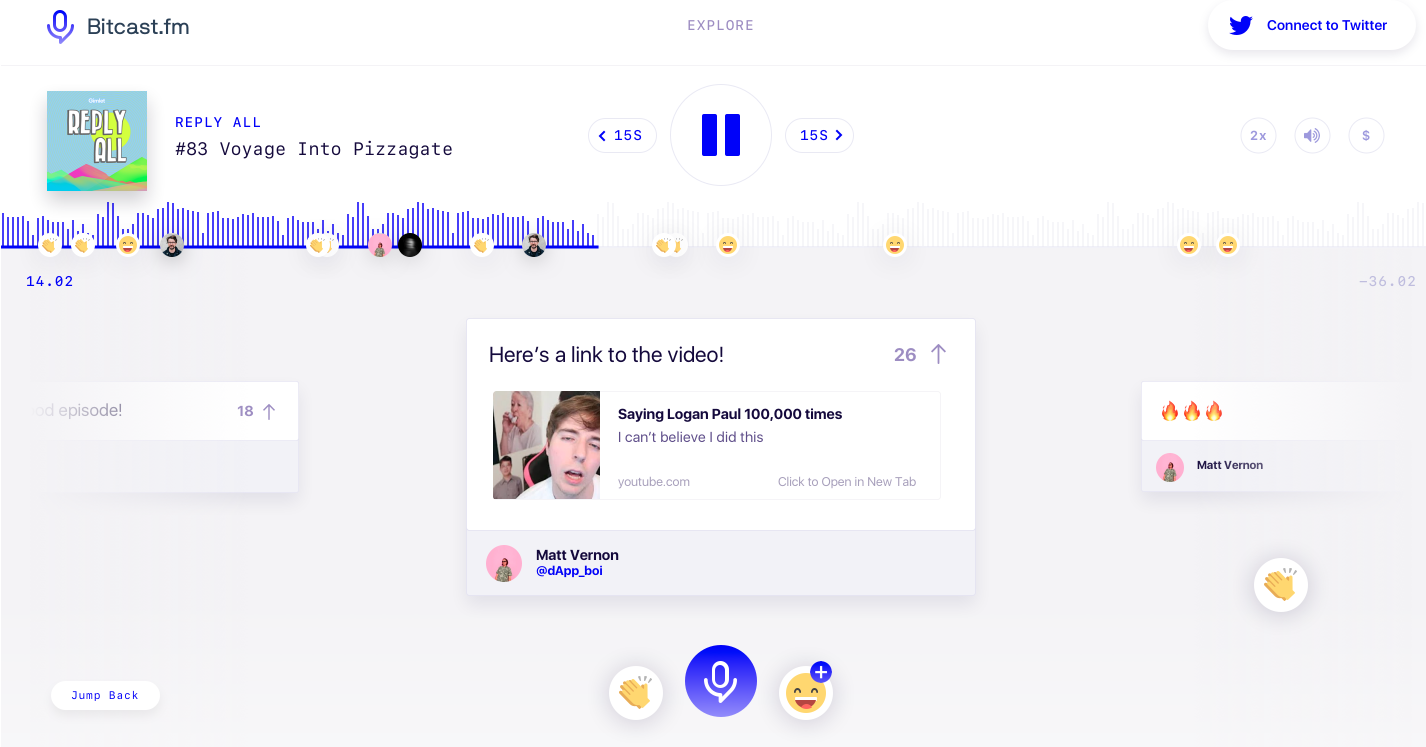 Bitcast.fm
EXPLORE
Connect to Twitter
Gimlet
REPLY
ALL
REPLY ALL
#83 Voyage Into Pizzagate
15S
15S
2x
$
14.02
-36.02
Here's a link to the video!
26
Saying Logan Paul 100,000 times
I can't believe I did this
youtube.com
Click to Open in New Tab
Matt Vernon
@dApp_boi
od episode!
18
🔥🔥🔥
Matt Vernon
Jump Back